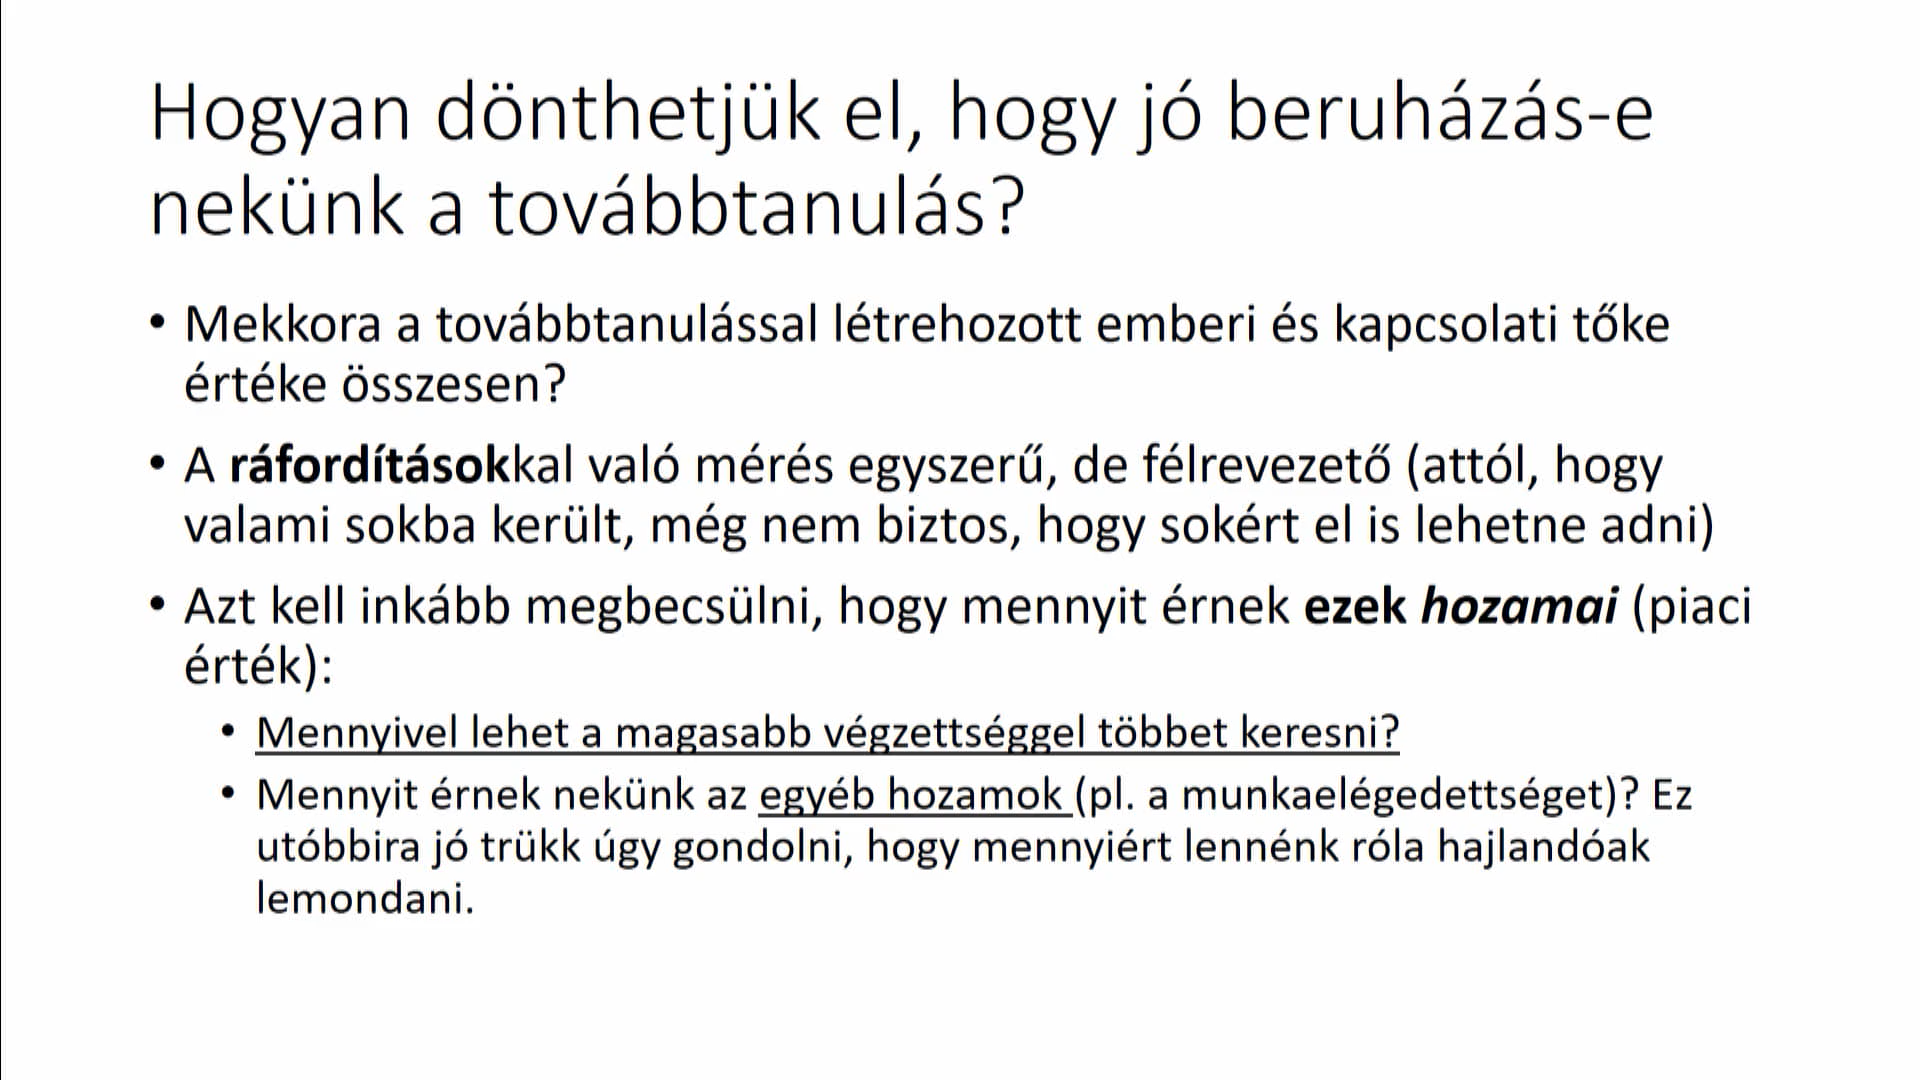 Hogyan dönthetjük el, hogy jó beruházás-e
nekünk a továbbtanulás?
• Mekkora a továbbtanulással létrehozott emberi és kapcsolati tőke
értéke összesen?
• A ráfordításokkal való mérés egyszerű, de félrevezető (attól, hogy
valami sokba került, még nem biztos, hogy sokért el is lehetne adni)
• Azt kell inkább megbecsülni, hogy mennyit érnek ezek hozamai (piaci
érték):
• Mennyivel lehet a magasabb végzettséggel többet keresni?
• Mennyit érnek nekünk az egyéb hozamok (pl. a munkaelégedettséget)? Ez
utóbbira jó trükk úgy gondolni, hogy mennyiért lennénk róla hajlandóak
lemondani.